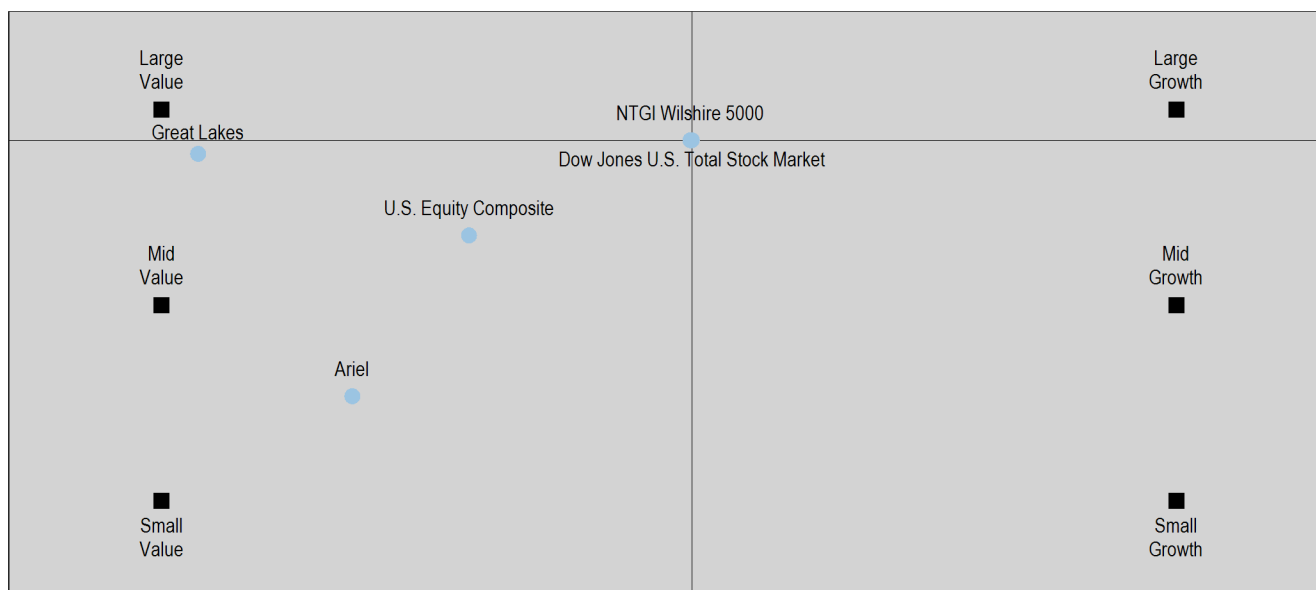 Large
Value
Large
Growth
NTGI Wilshire 5000
Great Lakes
Dow Jones U.S. Total Stock Market
U.S. Equity Composite
Mid
Value
Mid
Growth
Ariel
Small
Value
Small
Growth